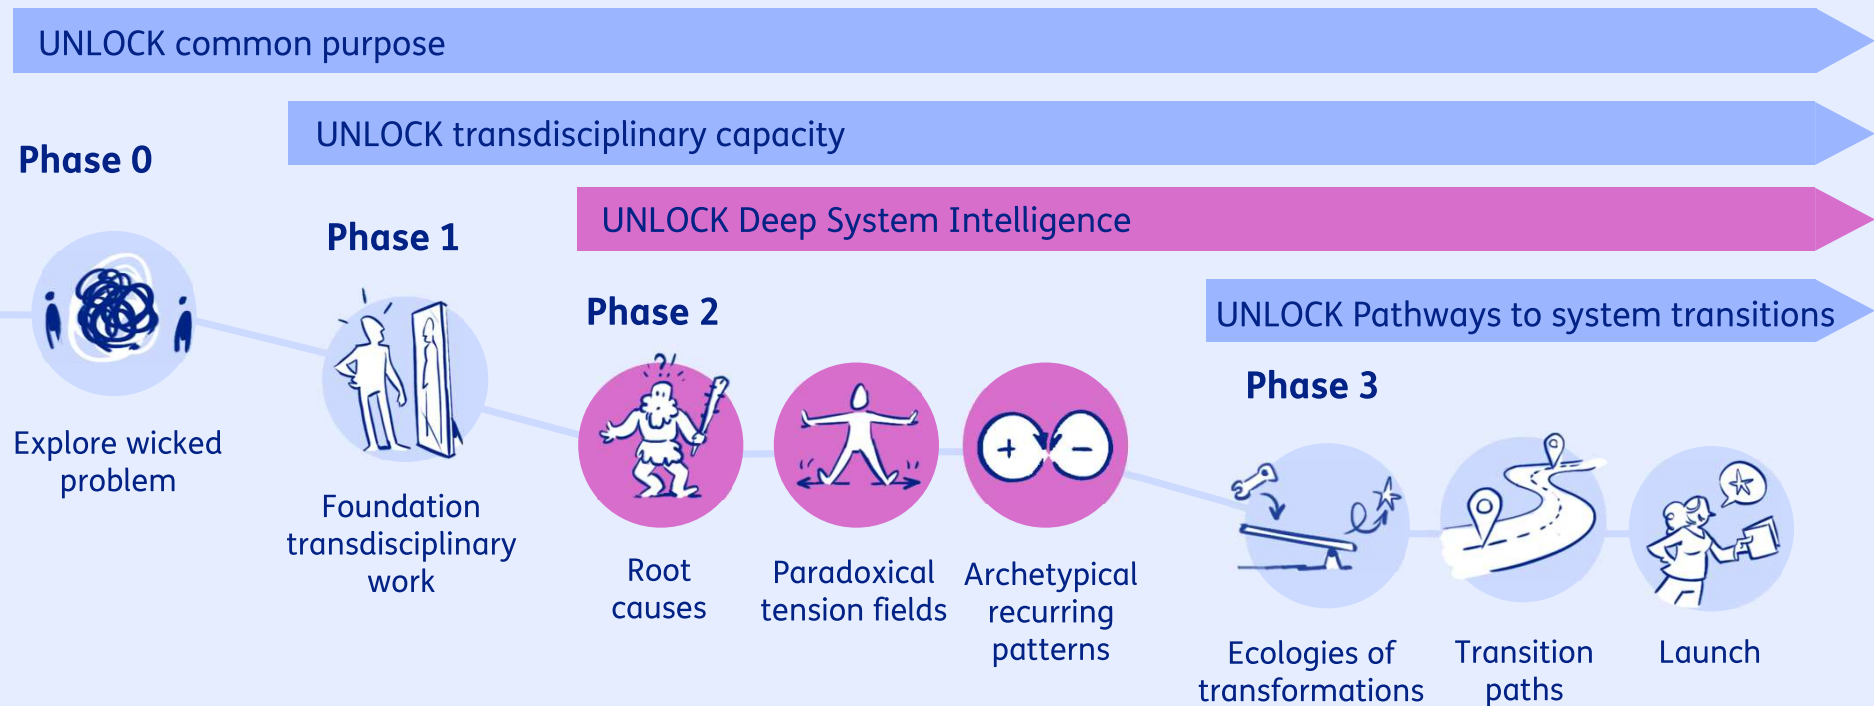 UNLOCK common purpose
UNLOCK transdisciplinary capacity
Phase 0
UNLOCK Deep System Intelligence
Phase 1
UNLOCK Pathways to system transitions
Phase 2
Phase 3
Explore wicked
problem
Foundation
transdisciplinary
work
Root
causes
Paradoxical
tension fields
Archetypical
recurring
patterns
Ecologies of
transformations
Transition
paths
Launch